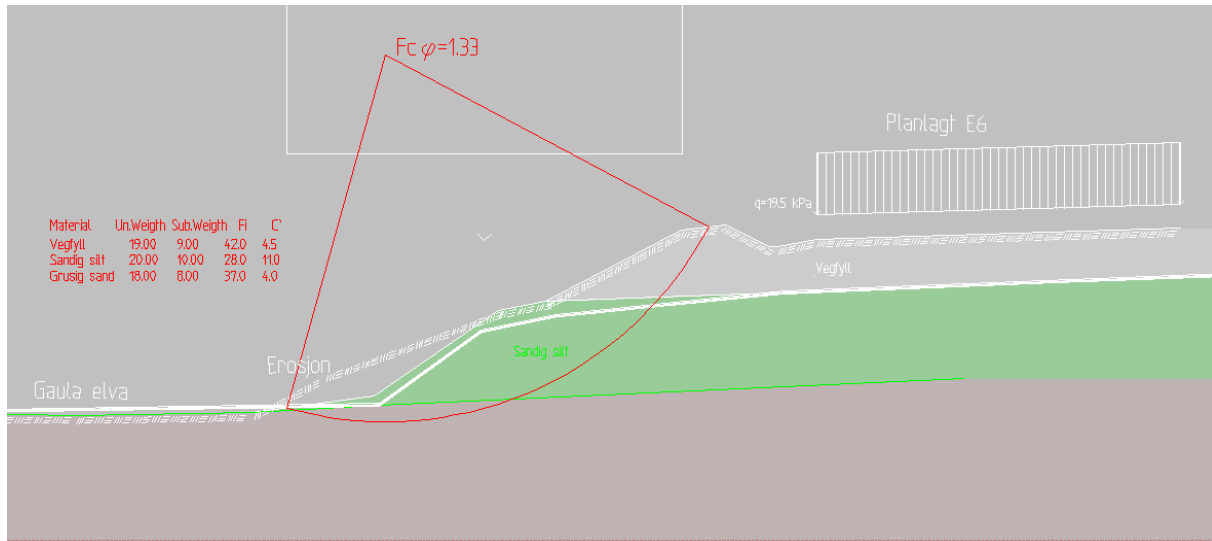 Fc φ=1.33
Planlagt E6
q=19.5 kPa
Material Un.Weigth Sub.Weigth Fi C'
Vegfyll 19.00 9.00 42.0 4.5
Sandig silt 20.00 10.00 28.0 11.0
Grusig sand 18.00 8.00 37.0 4.0
Vegfyll
Sandig silt
Erosjon
Gaula elva